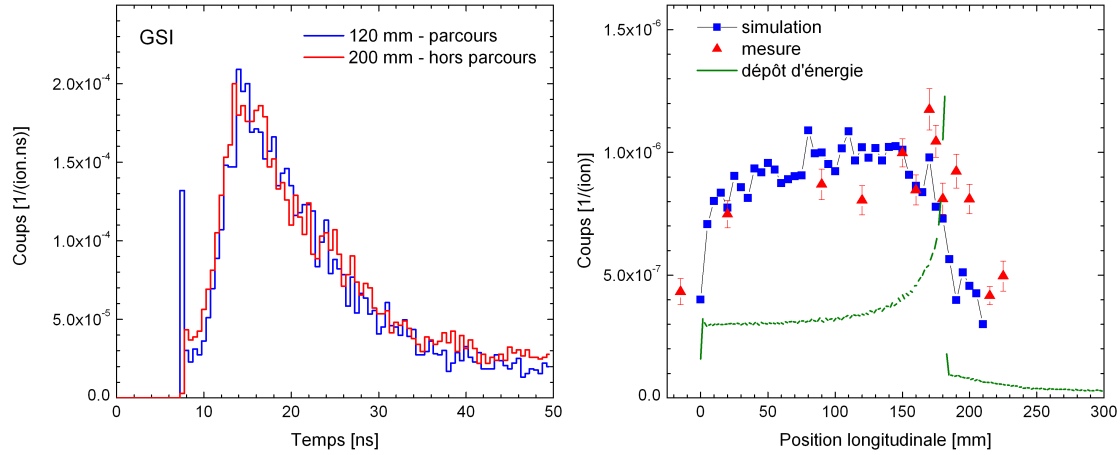 GSI
120 mm - parcours
200 mm - hors parcours
Coups [1/(ion.ns)]
2.0x10⁻⁴
1.5x10⁻⁴
1.0x10⁻⁴
5.0x10⁻⁵
0.0
0 10 20 30 40 50
Temps [ns]
simulation
mesure
dépôt d'énergie
Coups [1/(ion)]
1.5x10⁻⁶
1.0x10⁻⁶
5.0x10⁻⁷
0.0
0 50 100 150 200 250 300
Position longitudinale [mm]